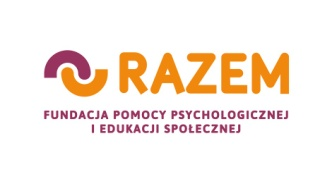 RAZEM
FUNDACJA POMOCY PSYCHOLOGICZNEJ
I EDUKACJI SPOŁECZNEJ